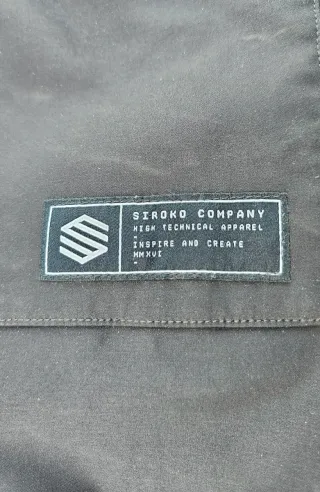 SIROKO COMPANY
HIGH TECHNICAL APPAREL
-
INSPIRE AND CREATE
MMXVI
-